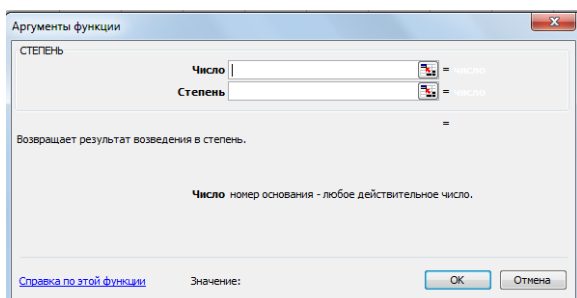 Аргументы функции
СТЕПЕНЬ
Число = число
Степень = число
=
Возвращает результат возведения в степень.
Число номер основания - любое действительное число.
Справка по этой функции Значение: ОК Отмена